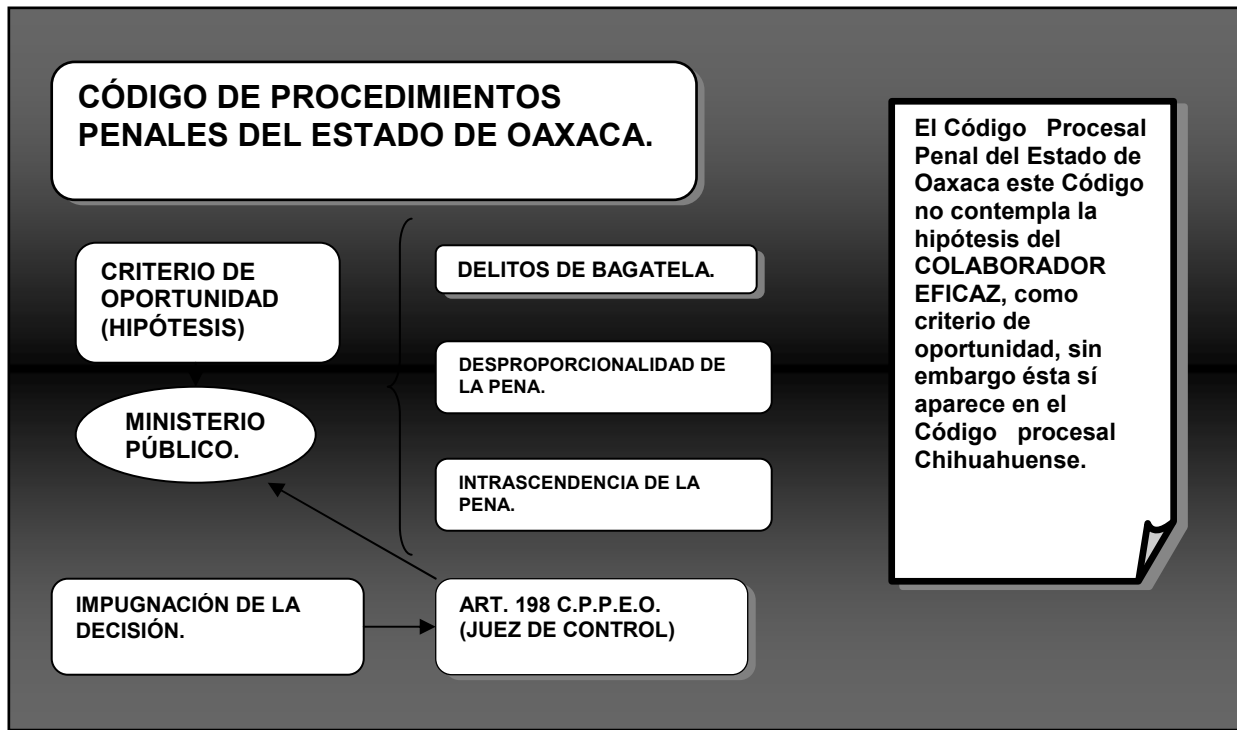 CÓDIGO DE PROCEDIMIENTOS
PENALES DEL ESTADO DE OAXACA.
CRITERIO DE
OPORTUNIDAD
(HIPÓTESIS)
MINISTERIO
PÚBLICO.
DELITOS DE BAGATELA.
DESPROPORCIONALIDAD DE
LA PENA.
INTRASCENDENCIA DE LA
PENA.
IMPUGNACIÓN DE LA
DECISIÓN.
ART. 198 C.P.P.E.O.
(JUEZ DE CONTROL)
El Código Procesal
Penal del Estado de
Oaxaca este Código
no contempla la
hipótesis del
COLABORADOR
EFICAZ, como
criterio de
oportunidad, sin
embargo ésta sí
aparece en el
Código procesal
Chihuahuense.